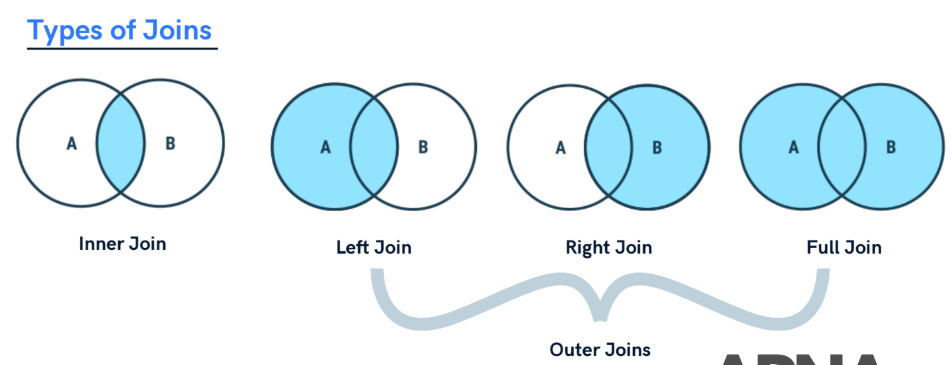 Types of Joins
A B
A B
A B
A B
Inner Join
Left Join
Right Join
Full Join
Outer Joins